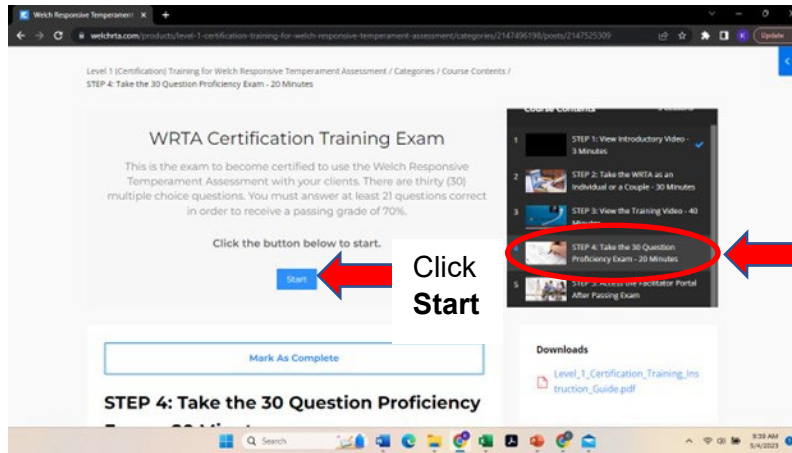 Welch Responsive Temperament
welchrta.com/products/level-1-certification-training-for-welch-responsive-temperament-assessment/categories/2147496198/posts/2147525309
Update
Level 1 (Certification) Training for Welch Responsive Temperament Assessment / Categories / Course Contents /
STEP 4: Take the 30 Question Proficiency Exam - 20 Minutes
WRTA Certification Training Exam
This is the exam to become certified to use the Welch Responsive
Temperament Assessment with your clients. There are thirty (30)
multiple choice questions. You must answer at least 21 questions correct
in order to receive a passing grade of 70%.
Click the button below to start.
Start
Click
Start
Course Contents
1
STEP 1: View Introductory Video -
3 Minutes
2
STEP 2: Take the WRTA as an
Individual or a Couple - 30 Minutes
3
STEP 3: View the Training Video - 40
Minutes
4
STEP 4: Take the 30 Question
Proficiency Exam - 20 Minutes
5
STEP 5: Access the Facilitator Portal
After Passing Exam
Mark As Complete
STEP 4: Take the 30 Question Proficiency
Downloads
Level_1_Certification_Training_Ins
truction_Guide.pdf
Search
5/4/2023